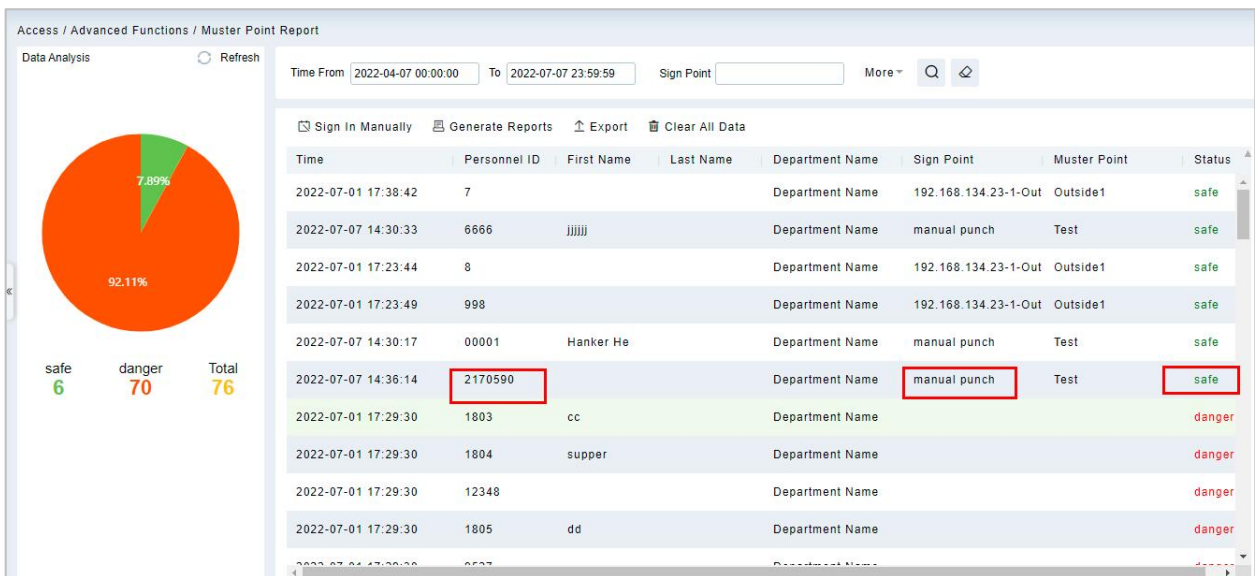 Access / Advanced Functions / Muster Point Report
Data Analysis Refresh
Time From 2022-04-07 00:00:00 To 2022-07-07 23:59:59 Sign Point More
7.89%
92.11%
safe danger Total
6 70 76
Sign In Manually Generate Reports Export Clear All Data
Time Personnel ID First Name Last Name Department Name Sign Point Muster Point Status
2022-07-01 17:38:42 7 Department Name 192.168.134.23-1-Out Outside1 safe
2022-07-07 14:30:33 6666 jjjjjj Department Name manual punch Test safe
2022-07-01 17:23:44 8 Department Name 192.168.134.23-1-Out Outside1 safe
2022-07-01 17:23:49 998 Department Name 192.168.134.23-1-Out Outside1 safe
2022-07-07 14:30:17 00001 Hanker He Department Name manual punch Test safe
2022-07-07 14:36:14 2170590 Department Name manual punch Test safe
2022-07-01 17:29:30 1803 cc Department Name danger
2022-07-01 17:29:30 1804 supper Department Name danger
2022-07-01 17:29:30 12348 Department Name danger
2022-07-01 17:29:30 1805 dd Department Name danger